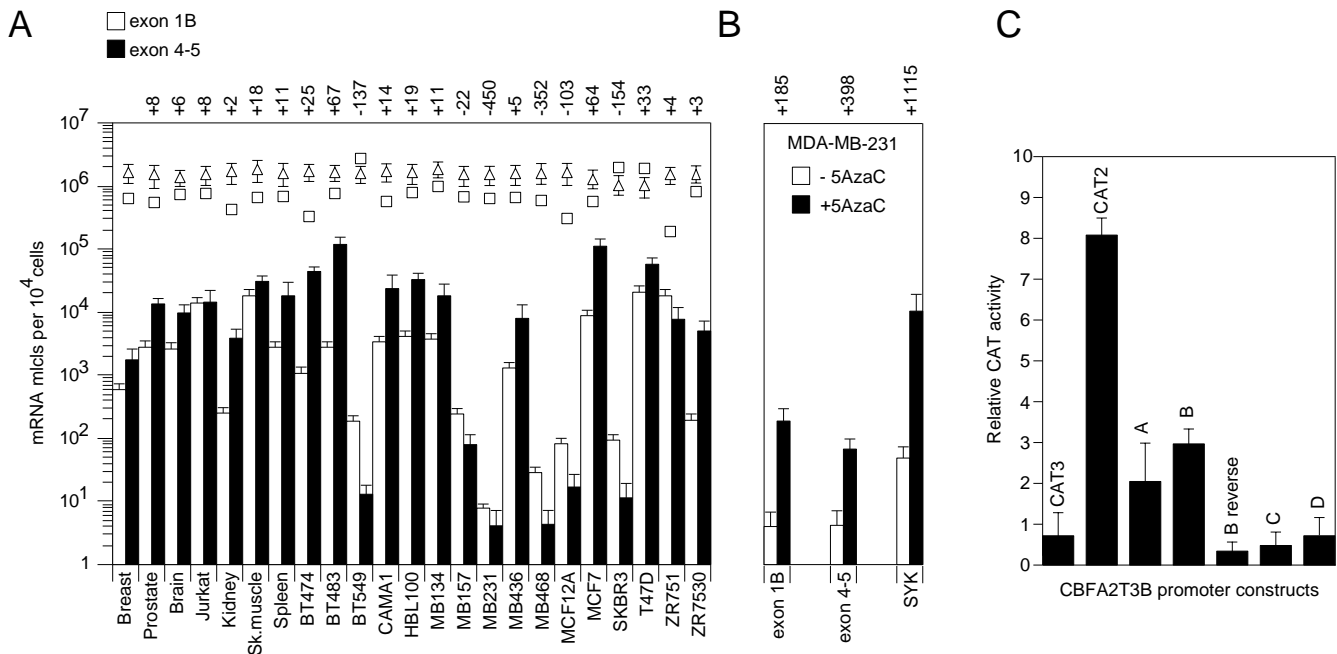 A
exon 1B
exon 4-5
+8
+6
+8
+2
+18
+11
+25
+67
-137
+14
+19
+11
-22
-450
+5
-352
-103
+64
-154
+33
+4
+3
mRNA mlcls per 10^4 cells
10^7
10^6
10^5
10^4
10^3
10^2
10^1
1
Breast
Prostate
Brain
Jurkat
Kidney
Sk.muscle
Spleen
BT474
BT483
BT549
CAMA1
HBL100
MB134
MB157
MB231
MB436
MB468
MCF12A
MCF7
SKBR3
T47D
ZR751
ZR7530
B
+185
+398
+1115
MDA-MB-231
- 5AzaC
+5AzaC
exon 1B
exon 4-5
SYK
C
Relative CAT activity
10
9
8
7
6
5
4
3
2
1
0
CAT3
CAT2
A
B
B reverse
C
D
CBFA2T3B promoter constructs